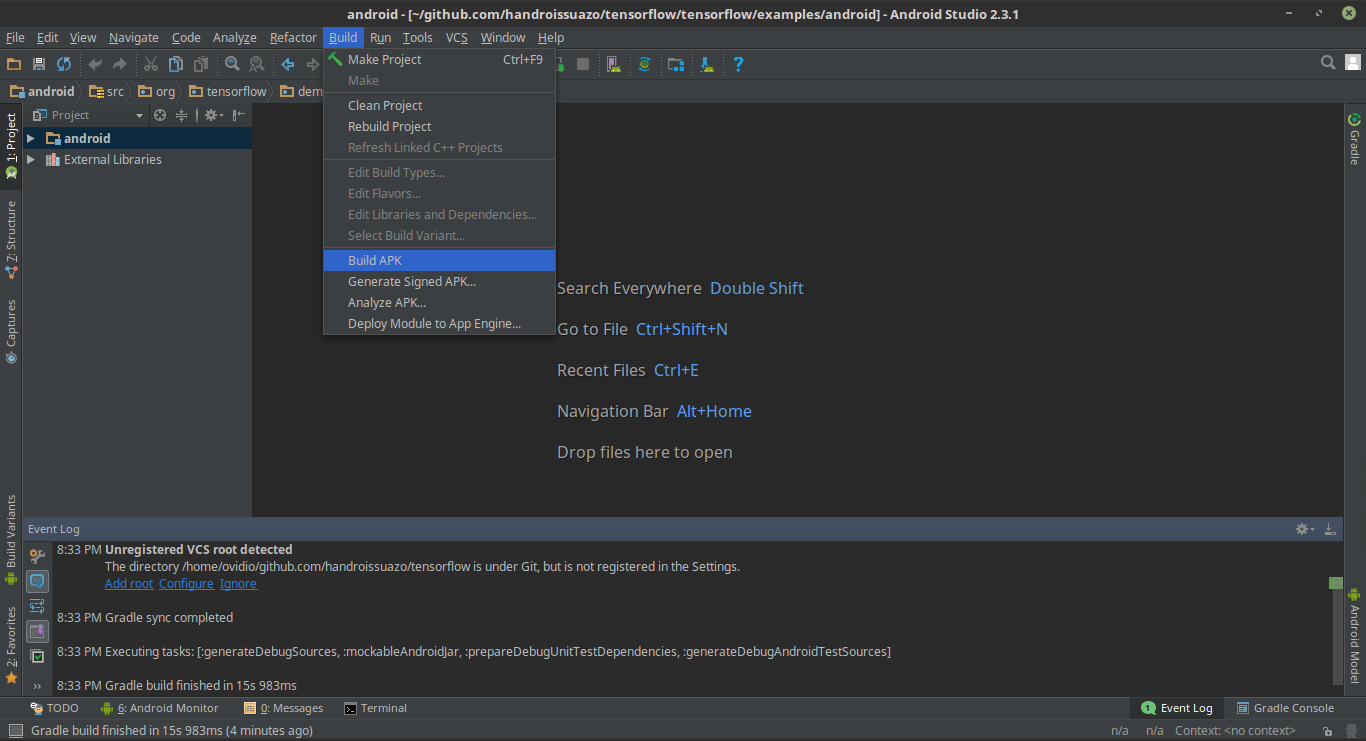 android - [~/github.com/handroissuazo/tensorflow/tensorflow/examples/android] - Android Studio 2.3.1
File Edit View Navigate Code Analyze Refactor Build Run Tools VCS Window Help
Make Project Ctrl+F9
Make
Clean Project
Rebuild Project
Refresh Linked C++ Projects
Edit Build Types...
Edit Flavors...
Edit Libraries and Dependencies...
Select Build Variant...
Build APK
Generate Signed APK...
Analyze APK...
Deploy Module to App Engine...
android src org tensorflow dem
Project
android
External Libraries
1: Project
7: Structure
Captures
Build Variants
2: Favorites
Gradle
Android Model
Search Everywhere Double Shift
Go to File Ctrl+Shift+N
Recent Files Ctrl+E
Navigation Bar Alt+Home
Drop files here to open
Event Log
8:33 PM Unregistered VCS root detected
The directory /home/ovidio/github.com/handroissuazo/tensorflow is under Git, but is not registered in the Settings.
Add root Configure Ignore
8:33 PM Gradle sync completed
8:33 PM Executing tasks: [:generateDebugSources, :mockableAndroidJar, :prepareDebugUnitTestDependencies, :generateDebugAndroidTestSources]
8:33 PM Gradle build finished in 15s 983ms
TODO 6: Android Monitor 0: Messages Terminal 1 Event Log Gradle Console
Gradle build finished in 15s 983ms (4 minutes ago) n/a n/a Context: <no context>